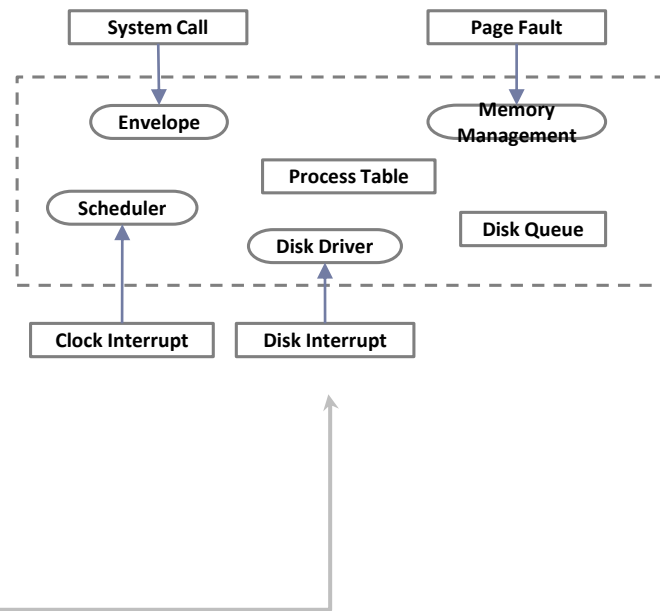 System Call
Page Fault
Envelope
Memory
Management
Process Table
Scheduler
Disk Queue
Disk Driver
Clock Interrupt
Disk Interrupt